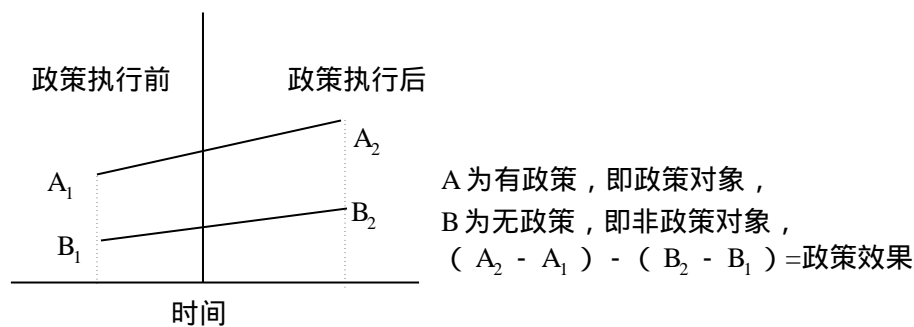 政策执行前 政策执行后
A₁ A₂
B₁ B₂
A 为有政策，即政策对象，
B 为无政策，即非政策对象，
（ A₂ - A₁ ） - （ B₂ - B₁ ）=政策效果
时间